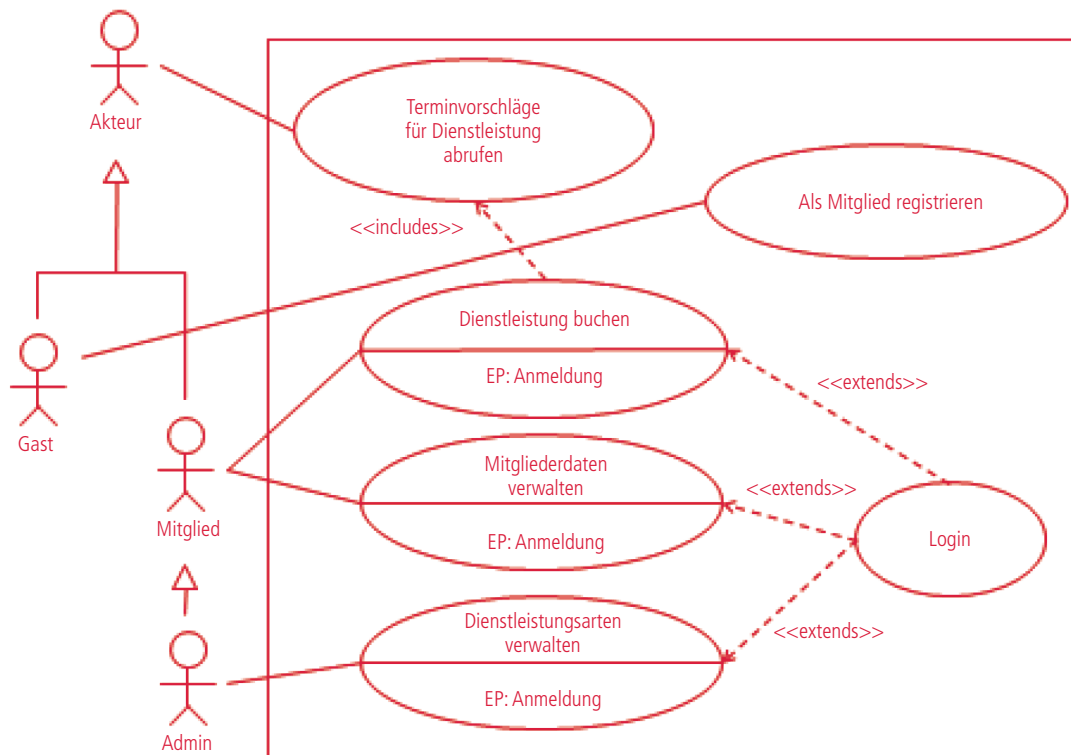 Akteur
Terminvorschläge
für Dienstleistung
abrufen
Als Mitglied registrieren
<<includes>>
Dienstleistung buchen
EP: Anmeldung
<<extends>>
Gast
Mitgliederdaten
verwalten
<<extends>>
Mitglied
EP: Anmeldung
Login
Dienstleistungsarten
verwalten
<<extends>>
EP: Anmeldung
Admin